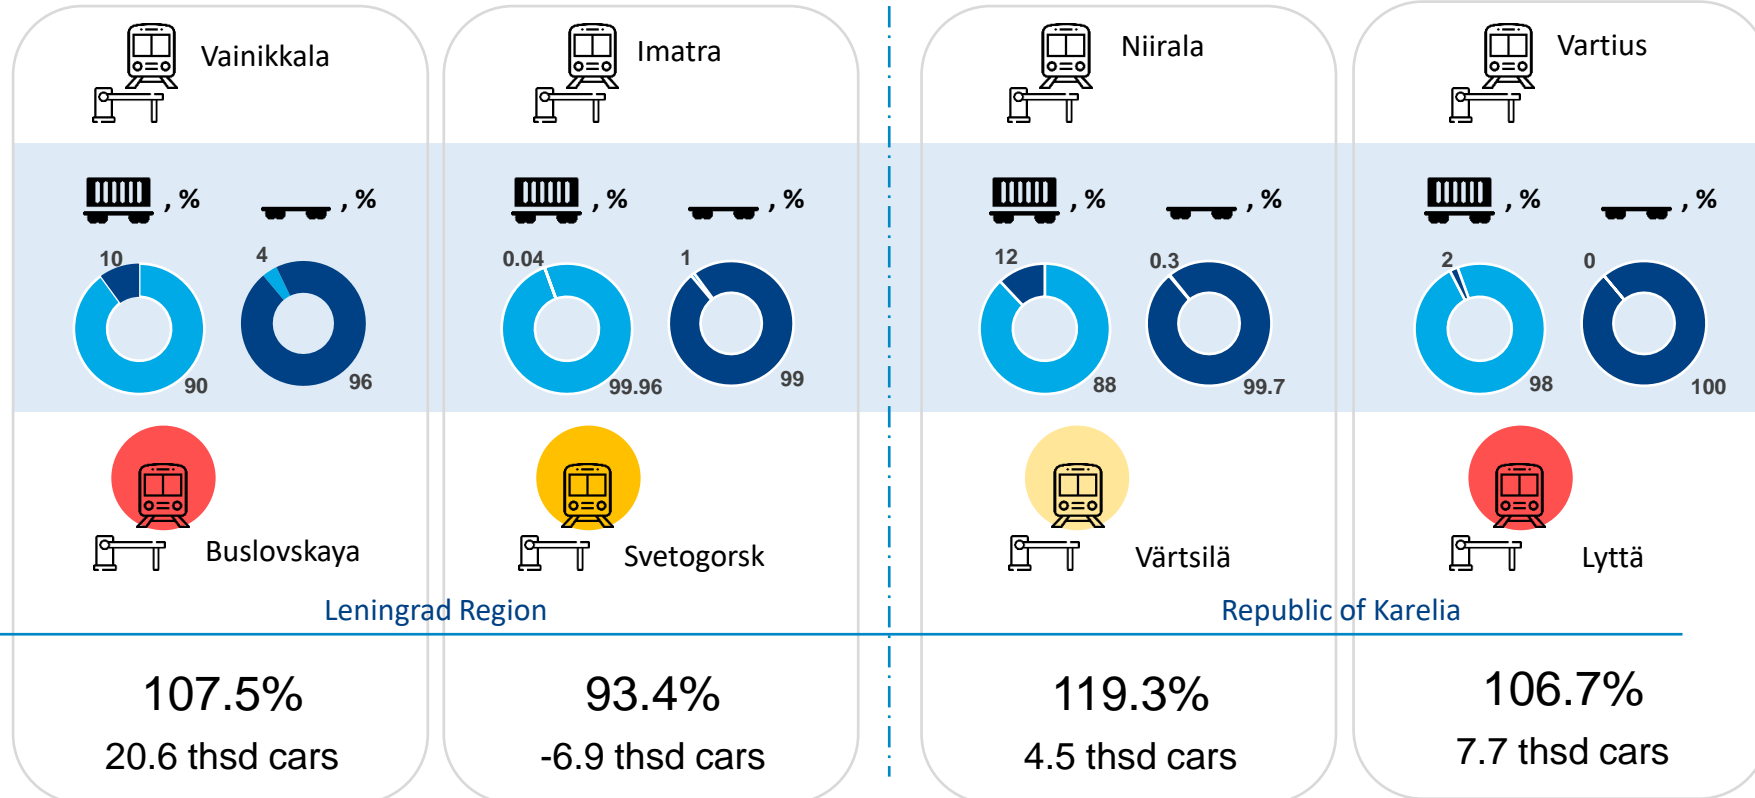 Vainikkala
Imatra
Niirala
Vartius
, %
, %
, %
, %
, %
, %
, %
, %
10
90
4
96
0.04
99.96
1
99
12
88
0.3
99.7
2
98
0
100
Buslovskaya
Svetogorsk
Värtsilä
Lyttä
Leningrad Region
Republic of Karelia
107.5%
20.6 thsd cars
93.4%
-6.9 thsd cars
119.3%
4.5 thsd cars
106.7%
7.7 thsd cars